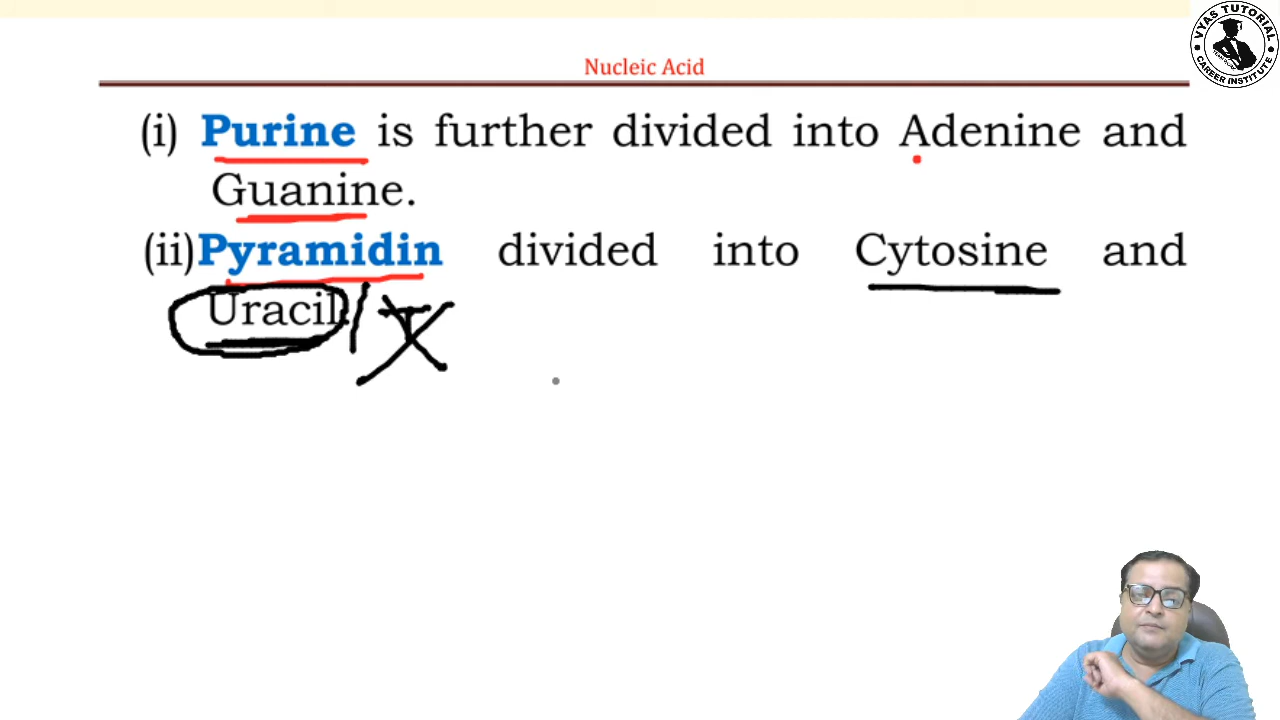 VYAS TUTORIAL
CAREER INSTITUTE
Nucleic Acid
(i) Purine is further divided into Adenine and
Guanine.
(ii)Pyramidin divided into Cytosine and
Uracil. / T